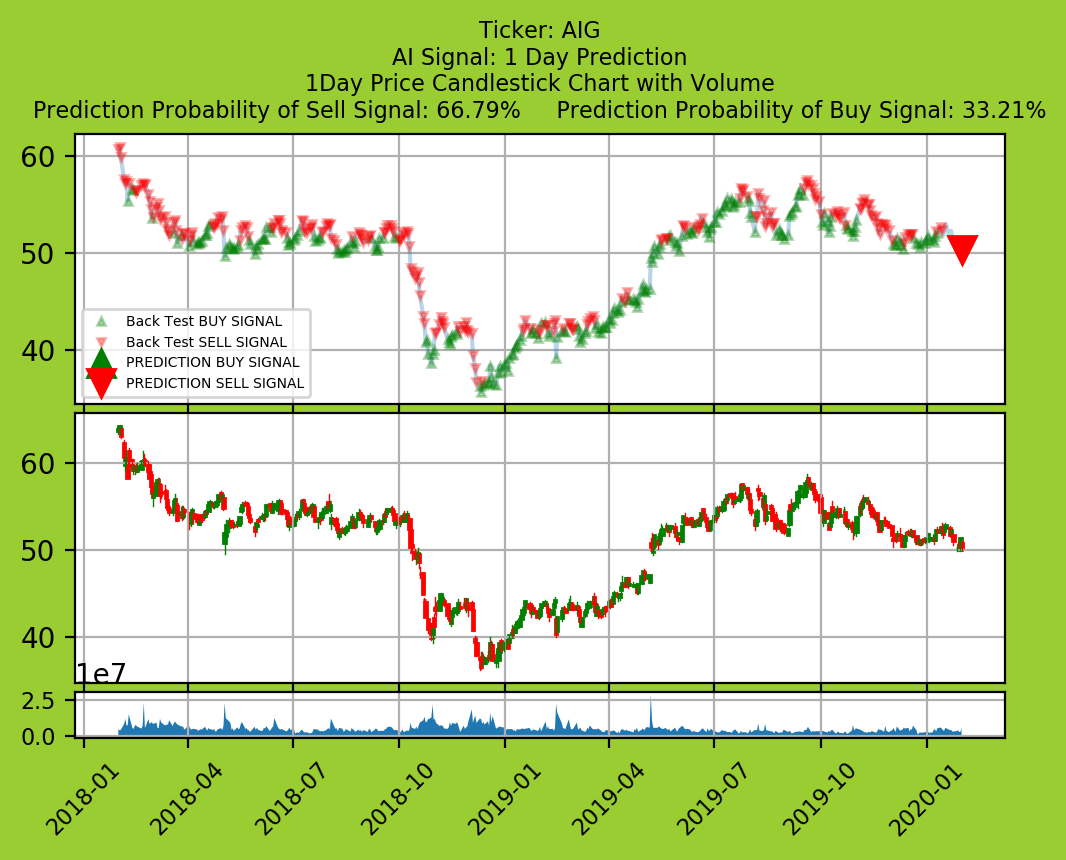 Ticker: AIG
AI Signal: 1 Day Prediction
1Day Price Candlestick Chart with Volume
Prediction Probability of Sell Signal: 66.79%     Prediction Probability of Buy Signal: 33.21%
60
50
40
Back Test BUY SIGNAL
Back Test SELL SIGNAL
PREDICTION BUY SIGNAL
PREDICTION SELL SIGNAL
60
50
40
1e7
2.5
0.0
2018-01 2018-04 2018-07 2018-10 2019-01 2019-04 2019-07 2019-10 2020-01